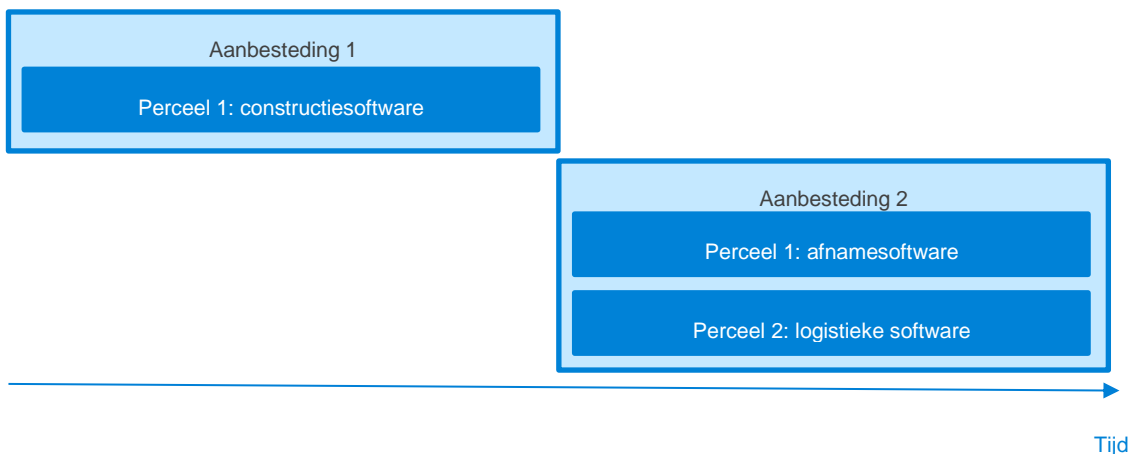 Aanbesteding 1
Perceel 1: constructiesoftware
Aanbesteding 2
Perceel 1: afnamesoftware
Perceel 2: logistieke software
Tijd